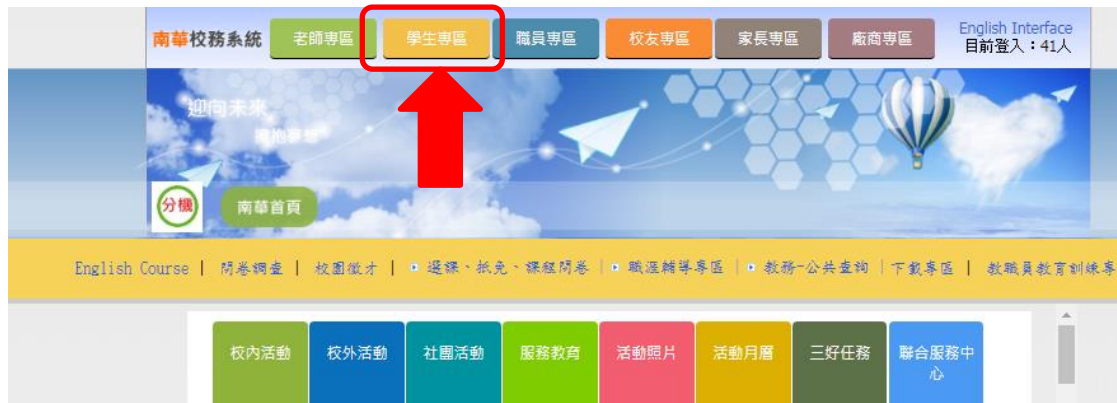 南華校務系統 老師專區 學生專區 職員專區 校友專區 家長專區 廠商專區 English Interface
目前登入：41人
迎向未來
擁抱夢想
分機 南華首頁
English Course | 問卷調查 | 校園徵才 | 選課、抵免、課程問卷 | 職涯輔導專區 | 教務-公共查詢 | 下載專區 | 教職員教育訓練專
校內活動 校外活動 社團活動 服務教育 活動照片 活動月曆 三好任務 聯合服務中
心